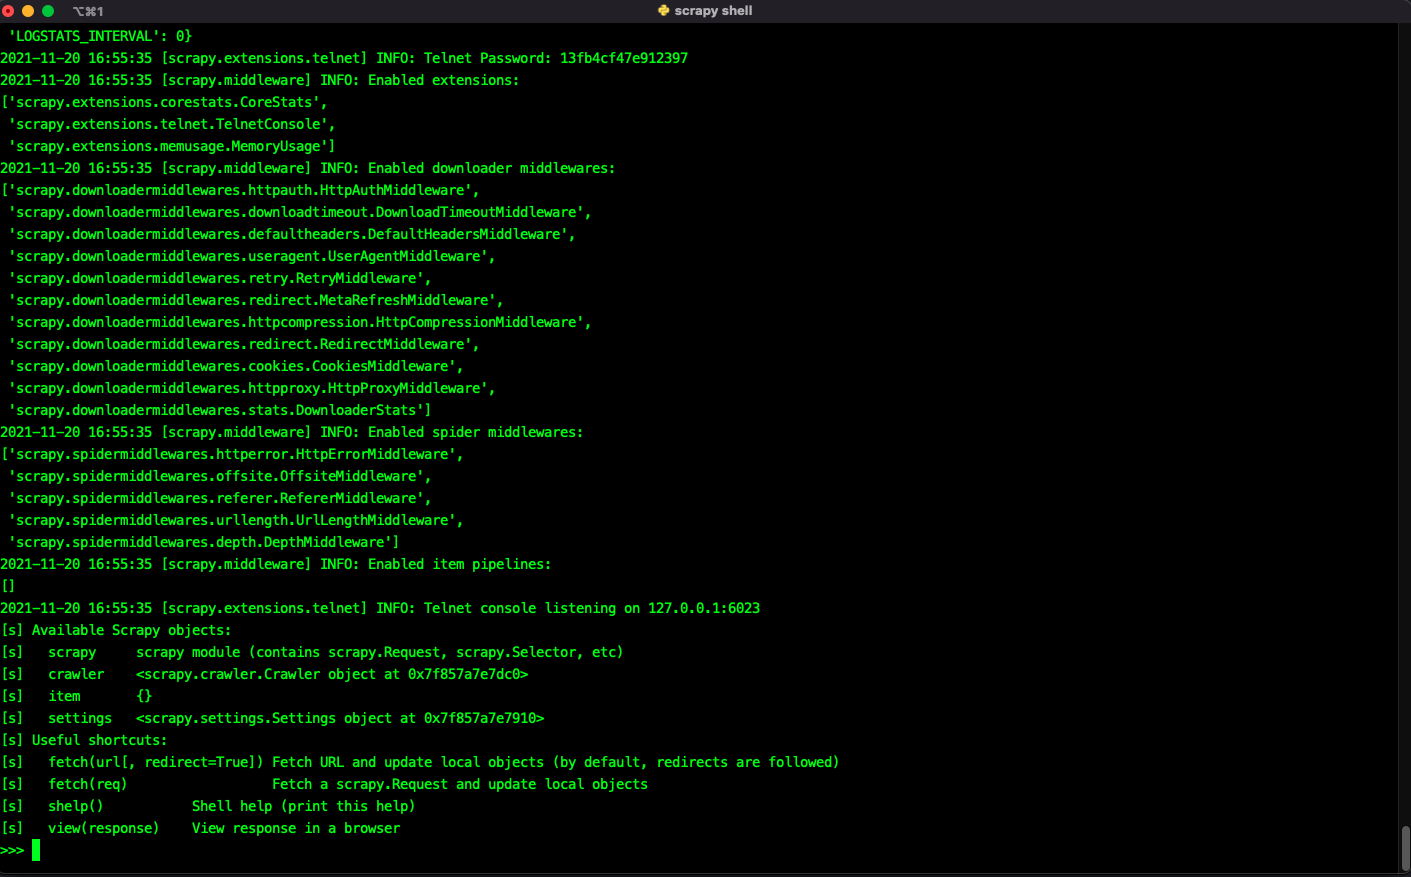 ⌥⌘1
scrapy shell
'LOGSTATS_INTERVAL': 0}
2021-11-20 16:55:35 [scrapy.extensions.telnet] INFO: Telnet Password: 13fb4cf47e912397
2021-11-20 16:55:35 [scrapy.middleware] INFO: Enabled extensions:
['scrapy.extensions.corestats.CoreStats',
 'scrapy.extensions.telnet.TelnetConsole',
 'scrapy.extensions.memusage.MemoryUsage']
2021-11-20 16:55:35 [scrapy.middleware] INFO: Enabled downloader middlewares:
['scrapy.downloadermiddlewares.httpauth.HttpAuthMiddleware',
 'scrapy.downloadermiddlewares.downloadtimeout.DownloadTimeoutMiddleware',
 'scrapy.downloadermiddlewares.defaultheaders.DefaultHeadersMiddleware',
 'scrapy.downloadermiddlewares.useragent.UserAgentMiddleware',
 'scrapy.downloadermiddlewares.retry.RetryMiddleware',
 'scrapy.downloadermiddlewares.redirect.MetaRefreshMiddleware',
 'scrapy.downloadermiddlewares.httpcompression.HttpCompressionMiddleware',
 'scrapy.downloadermiddlewares.redirect.RedirectMiddleware',
 'scrapy.downloadermiddlewares.cookies.CookiesMiddleware',
 'scrapy.downloadermiddlewares.httpproxy.HttpProxyMiddleware',
 'scrapy.downloadermiddlewares.stats.DownloaderStats']
2021-11-20 16:55:35 [scrapy.middleware] INFO: Enabled spider middlewares:
['scrapy.spidermiddlewares.httperror.HttpErrorMiddleware',
 'scrapy.spidermiddlewares.offsite.OffsiteMiddleware',
 'scrapy.spidermiddlewares.referer.RefererMiddleware',
 'scrapy.spidermiddlewares.urllength.UrlLengthMiddleware',
 'scrapy.spidermiddlewares.depth.DepthMiddleware']
2021-11-20 16:55:35 [scrapy.middleware] INFO: Enabled item pipelines:
[]
2021-11-20 16:55:35 [scrapy.extensions.telnet] INFO: Telnet console listening on 127.0.0.1:6023
[s] Available Scrapy objects:
[s]   scrapy     scrapy module (contains scrapy.Request, scrapy.Selector, etc)
[s]   crawler    <scrapy.crawler.Crawler object at 0x7f857a7e7dc0>
[s]   item       {}
[s]   settings   <scrapy.settings.Settings object at 0x7f857a7e7910>
[s] Useful shortcuts:
[s]   fetch(url[, redirect=True]) Fetch URL and update local objects (by default, redirects are followed)
[s]   fetch(req)                  Fetch a scrapy.Request and update local objects
[s]   shelp()           Shell help (print this help)
[s]   view(response)    View response in a browser
>>>